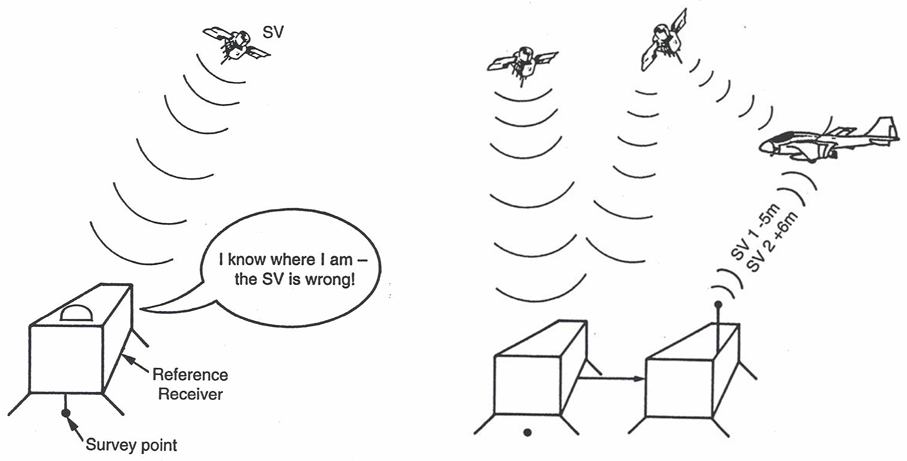 SV
I know where I am –
the SV is wrong!
Reference
Receiver
Survey point
SV 1 -5m
SV 2 +6m